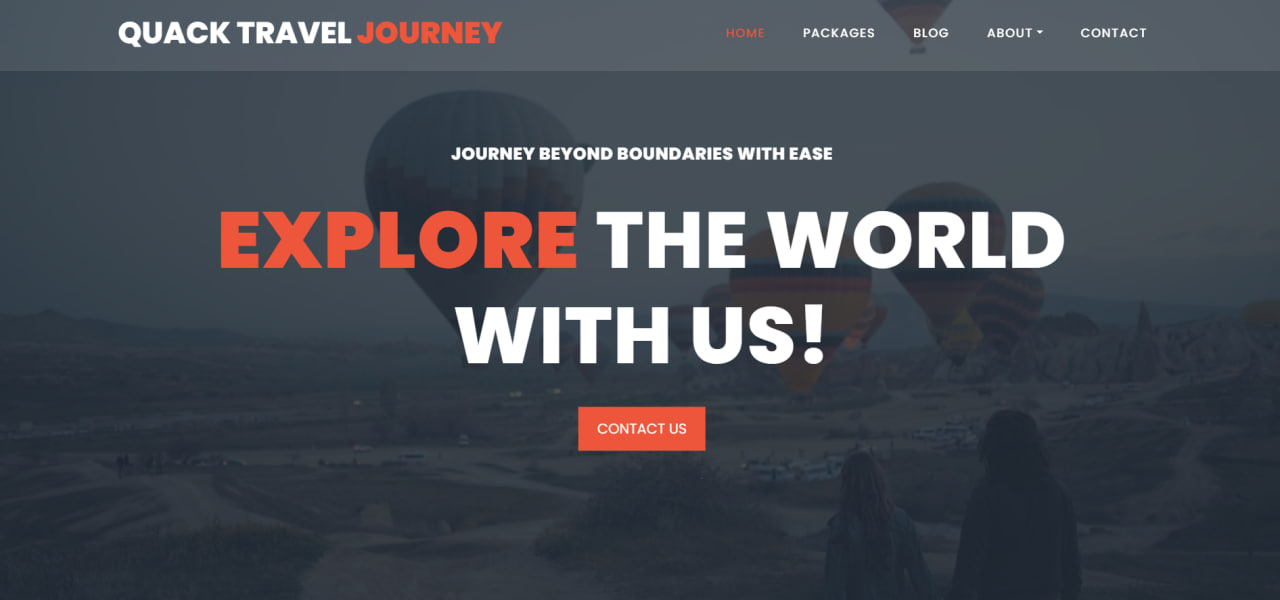 QUACK TRAVEL JOURNEY
HOME PACKAGES BLOG ABOUT CONTACT
JOURNEY BEYOND BOUNDARIES WITH EASE
EXPLORE THE WORLD
WITH US!
CONTACT US